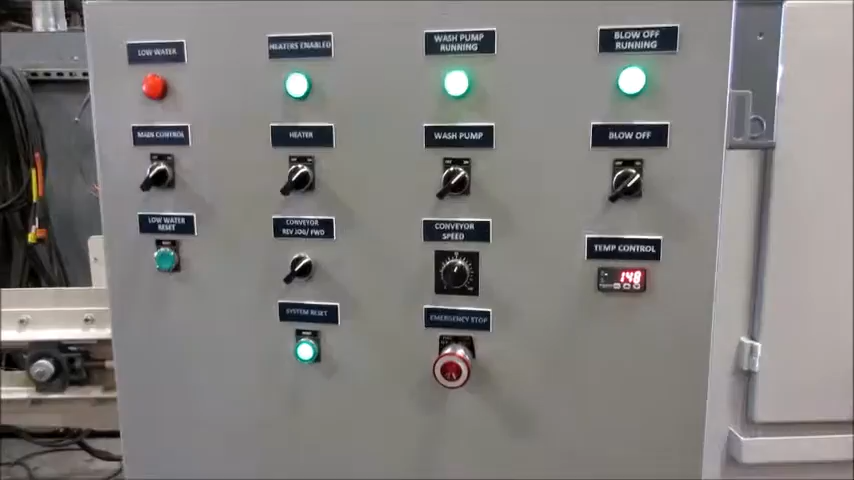 LOW WATER
HEATERS ENABLED
WASH PUMP
RUNNING
BLOW OFF
RUNNING
MAIN CONTROL
HEATER
WASH PUMP
BLOW OFF
LOW WATER
RESET
CONVEYOR
REV JOG/ FWD
CONVEYOR
SPEED
TEMP CONTROL
148
SYSTEM RESET
EMERGENCY STOP